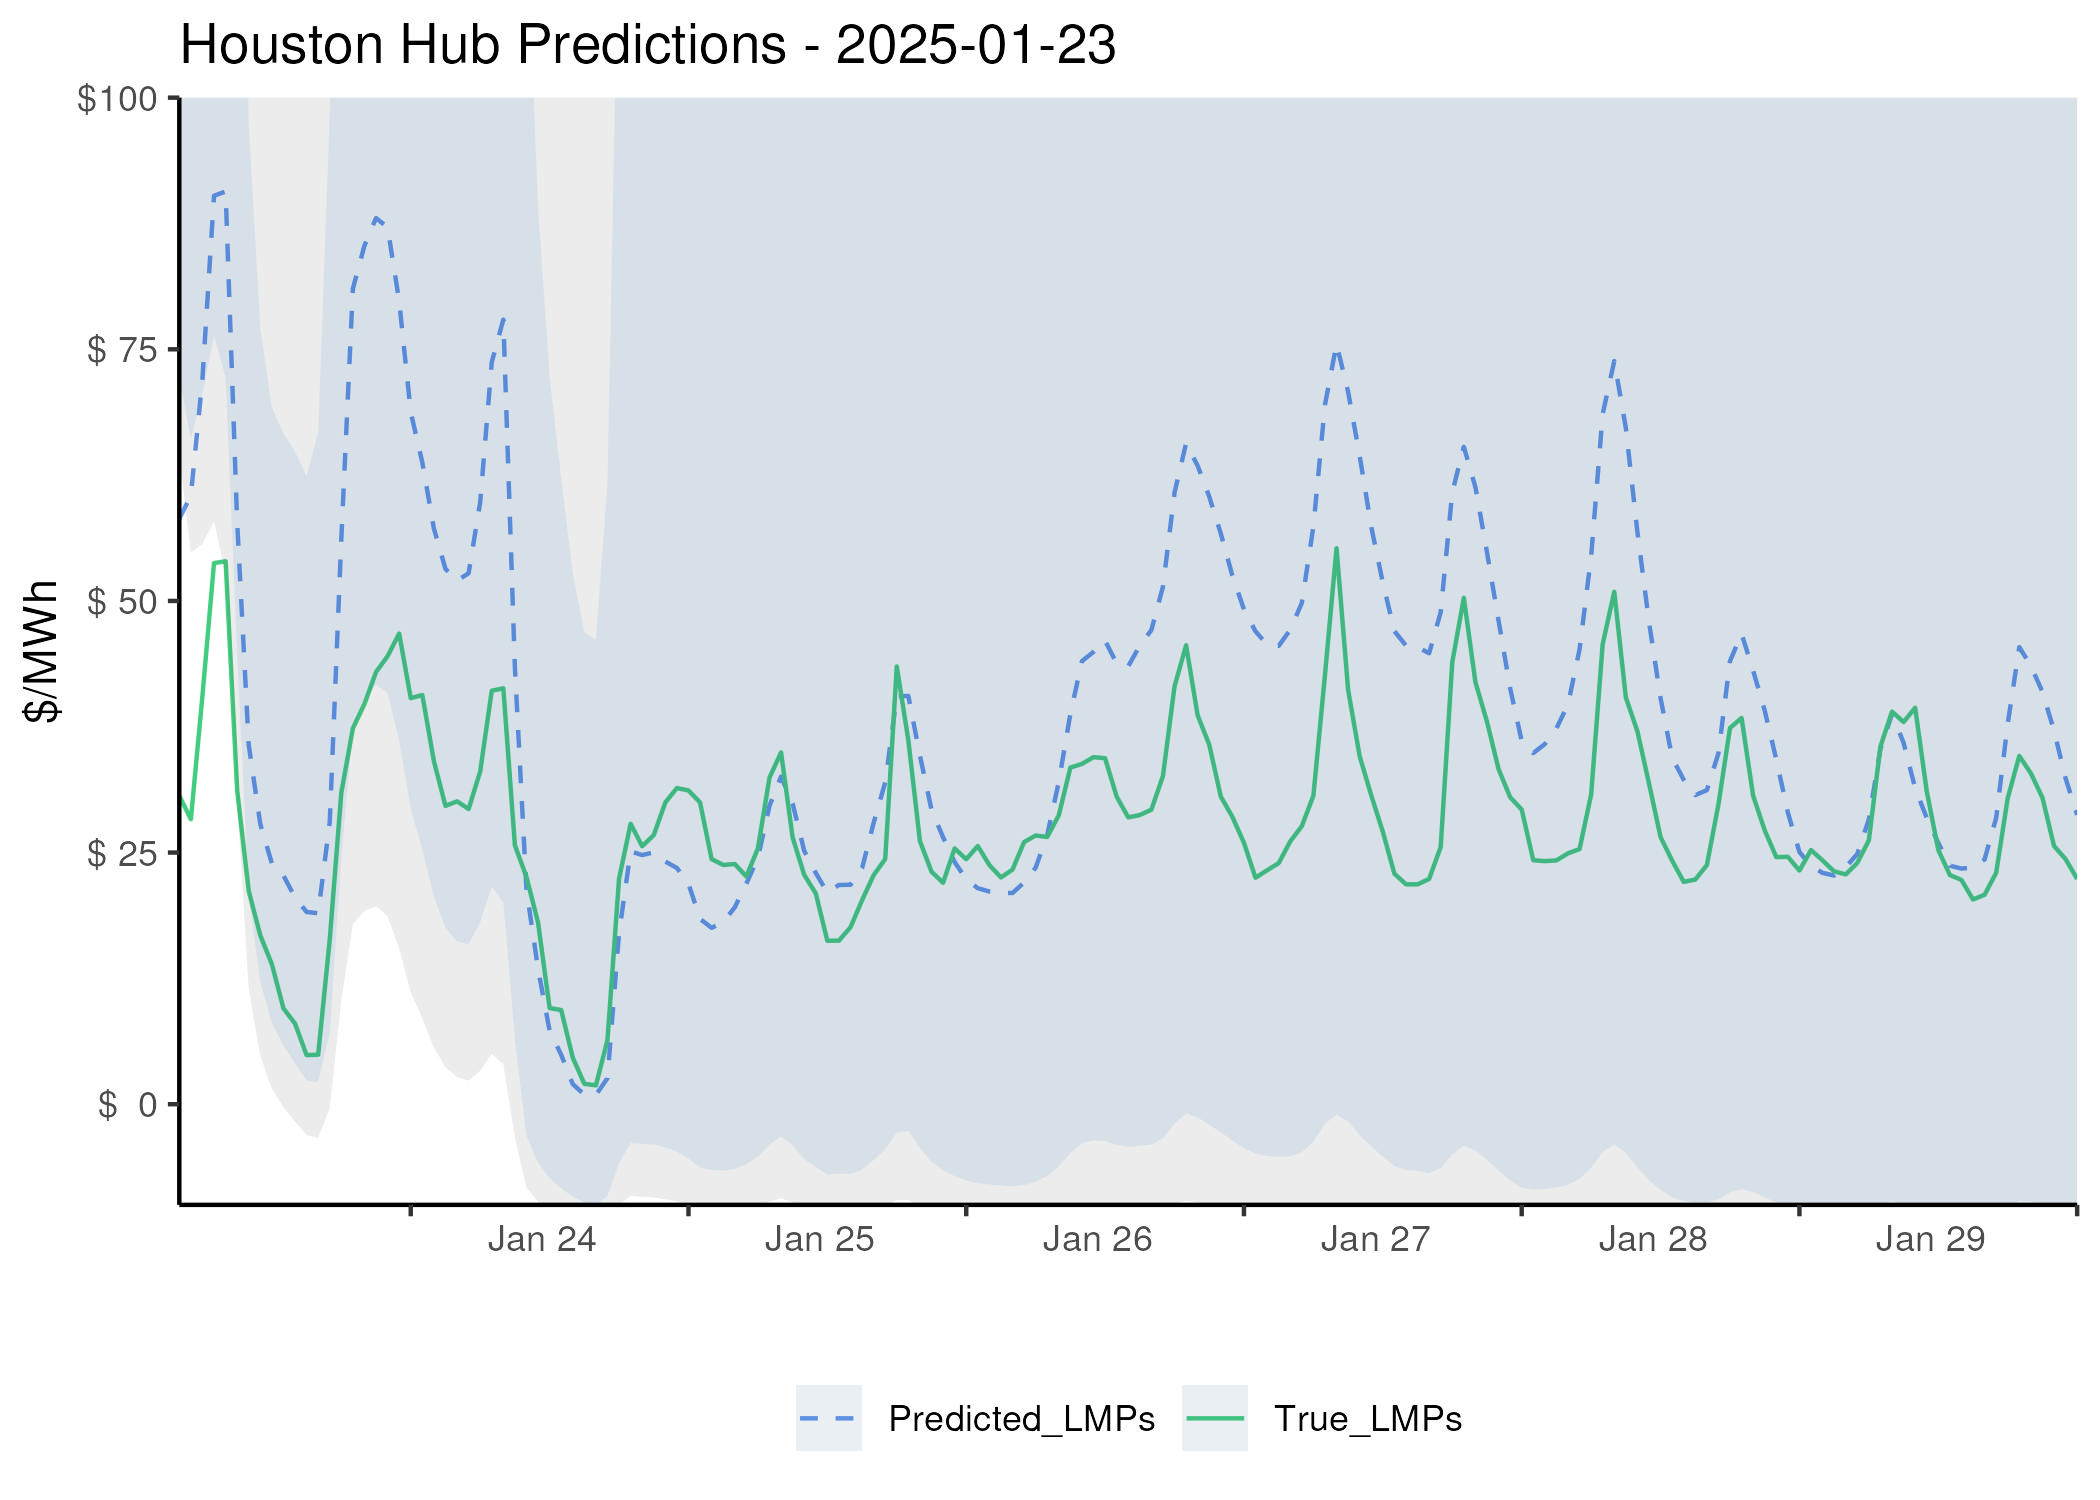 Houston Hub Predictions - 2025-01-23
$100
$ 75
$ 50
$ 25
$ 0
$/MWh
Jan 24 Jan 25 Jan 26 Jan 27 Jan 28 Jan 29
Predicted_LMPs True_LMPs